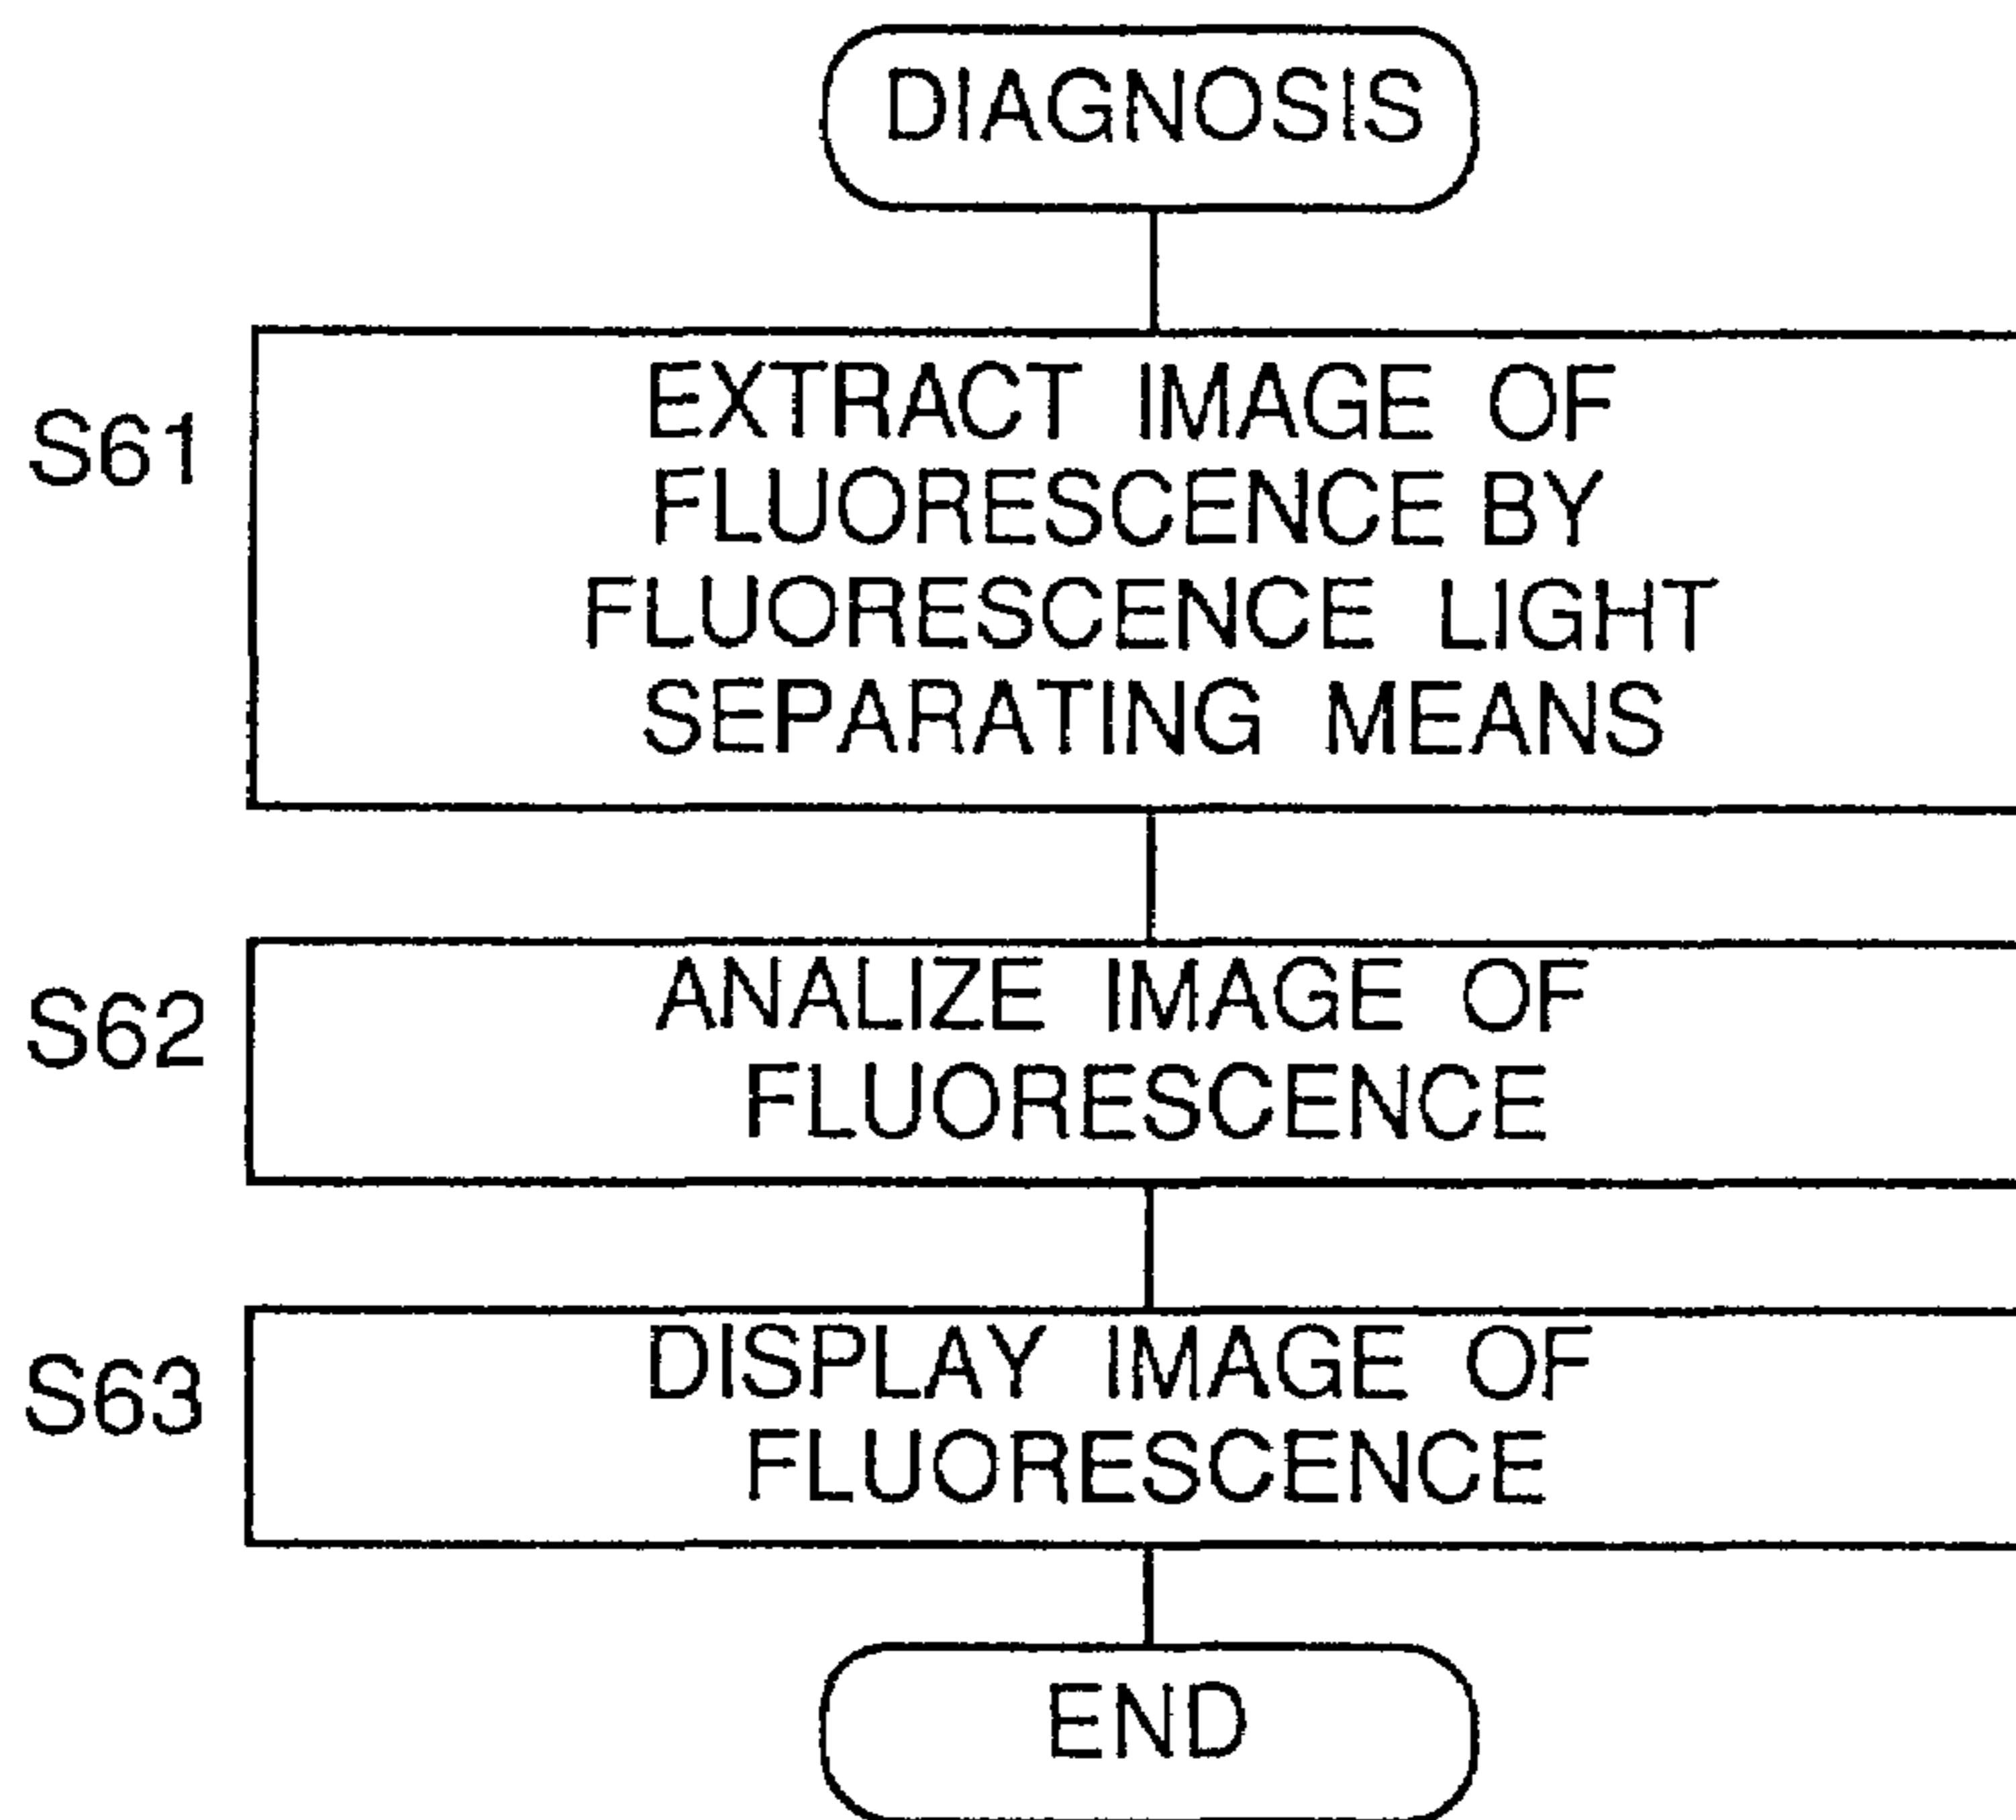 DIAGNOSIS
S61
EXTRACT IMAGE OF
FLUORESCENCE BY
FLUORESCENCE LIGHT
SEPARATING MEANS
S62
ANALIZE IMAGE OF
FLUORESCENCE
S63
DISPLAY IMAGE OF
FLUORESCENCE
END